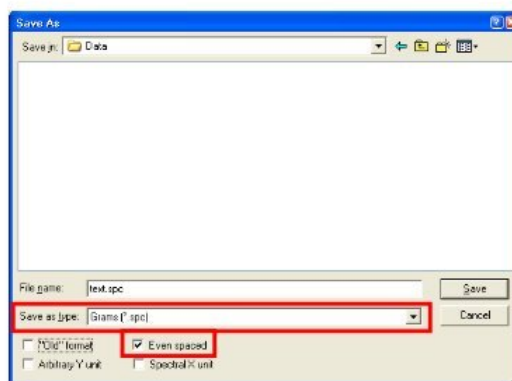 Save As
Save in: Data
File name: text.spc Save
Save as type: Grams (*.spc) Cancel
"Old" format Even spaced
Arbitrary Y unit Spectral X unit